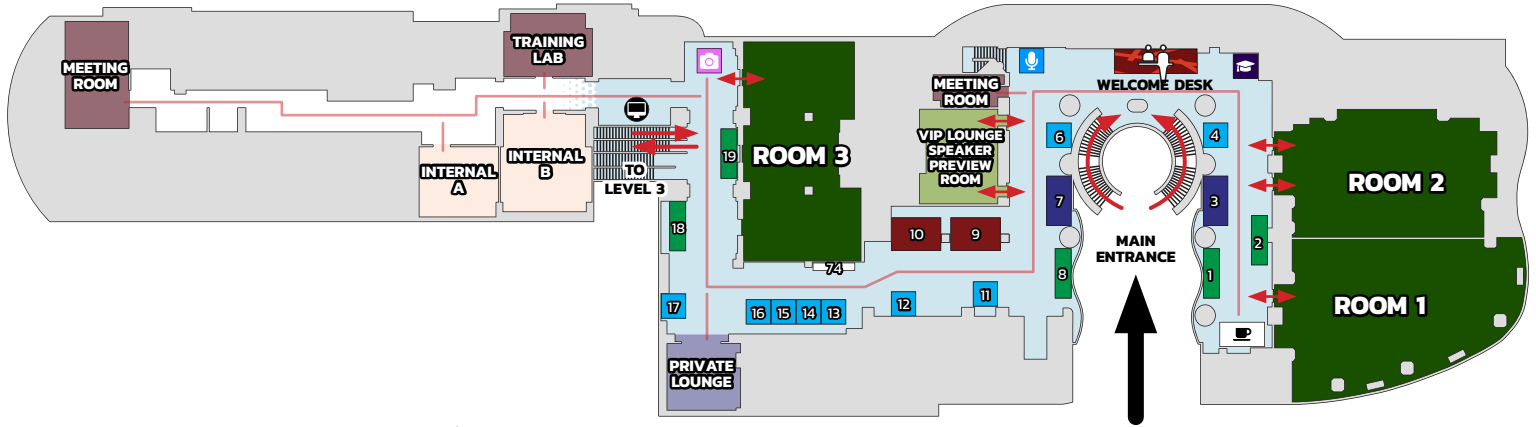 MEETING
ROOM
TRAINING
LAB
INTERNAL
A
INTERNAL
B
TO
LEVEL 3
19
18
17
ROOM 3
74
16 15 14 13
12
11
10
9
PRIVATE
LOUNGE
MEETING
ROOM
VIP LOUNGE
SPEAKER
PREVIEW
ROOM
WELCOME DESK
6
7
8
4
3
2
1
MAIN
ENTRANCE
ROOM 2
ROOM 1